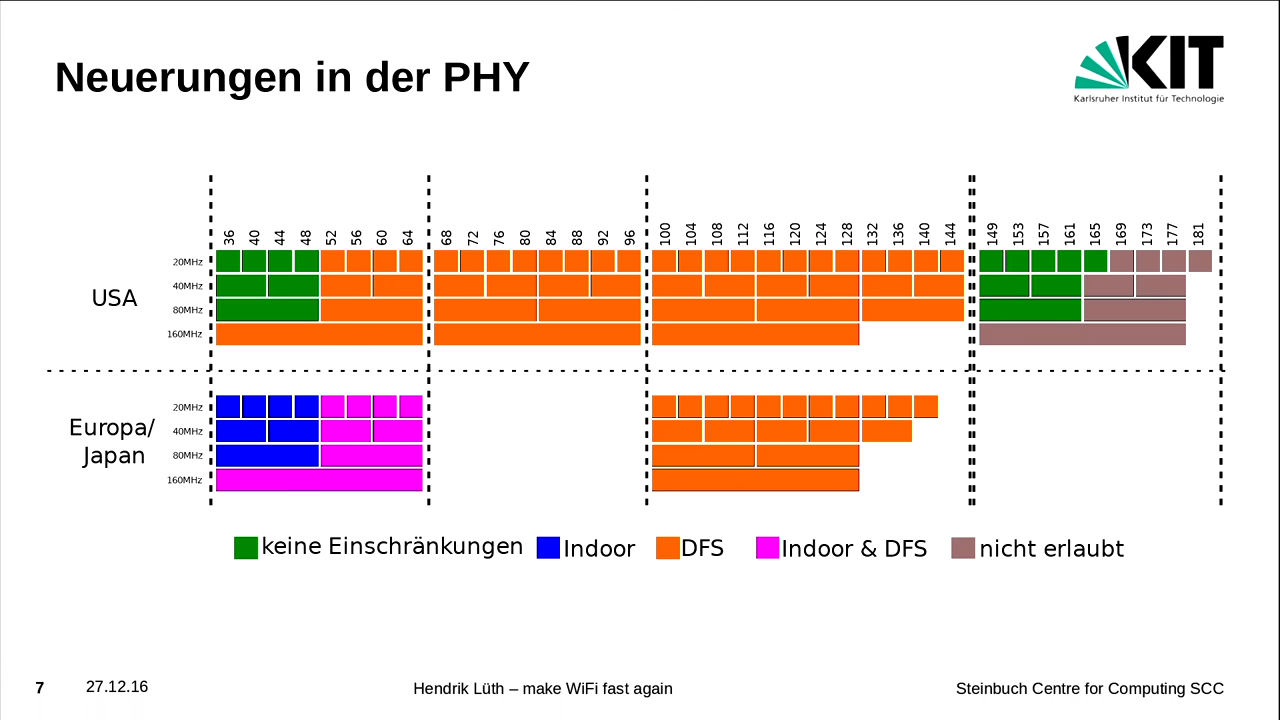 Neuerungen in der PHY
KIT
Karlsruher Institut für Technologie
36 40 44 48 52 56 60 64 68 72 76 80 84 88 92 96 100 104 108 112 116 120 124 128 132 136 140 144 149 153 157 161 165 169 173 177 181
USA
20MHz
40MHz
80MHz
160MHz
Europa/
Japan
20MHz
40MHz
80MHz
160MHz
keine Einschränkungen Indoor DFS Indoor & DFS nicht erlaubt
7 27.12.16 Hendrik Lüth – make WiFi fast again Steinbuch Centre for Computing SCC